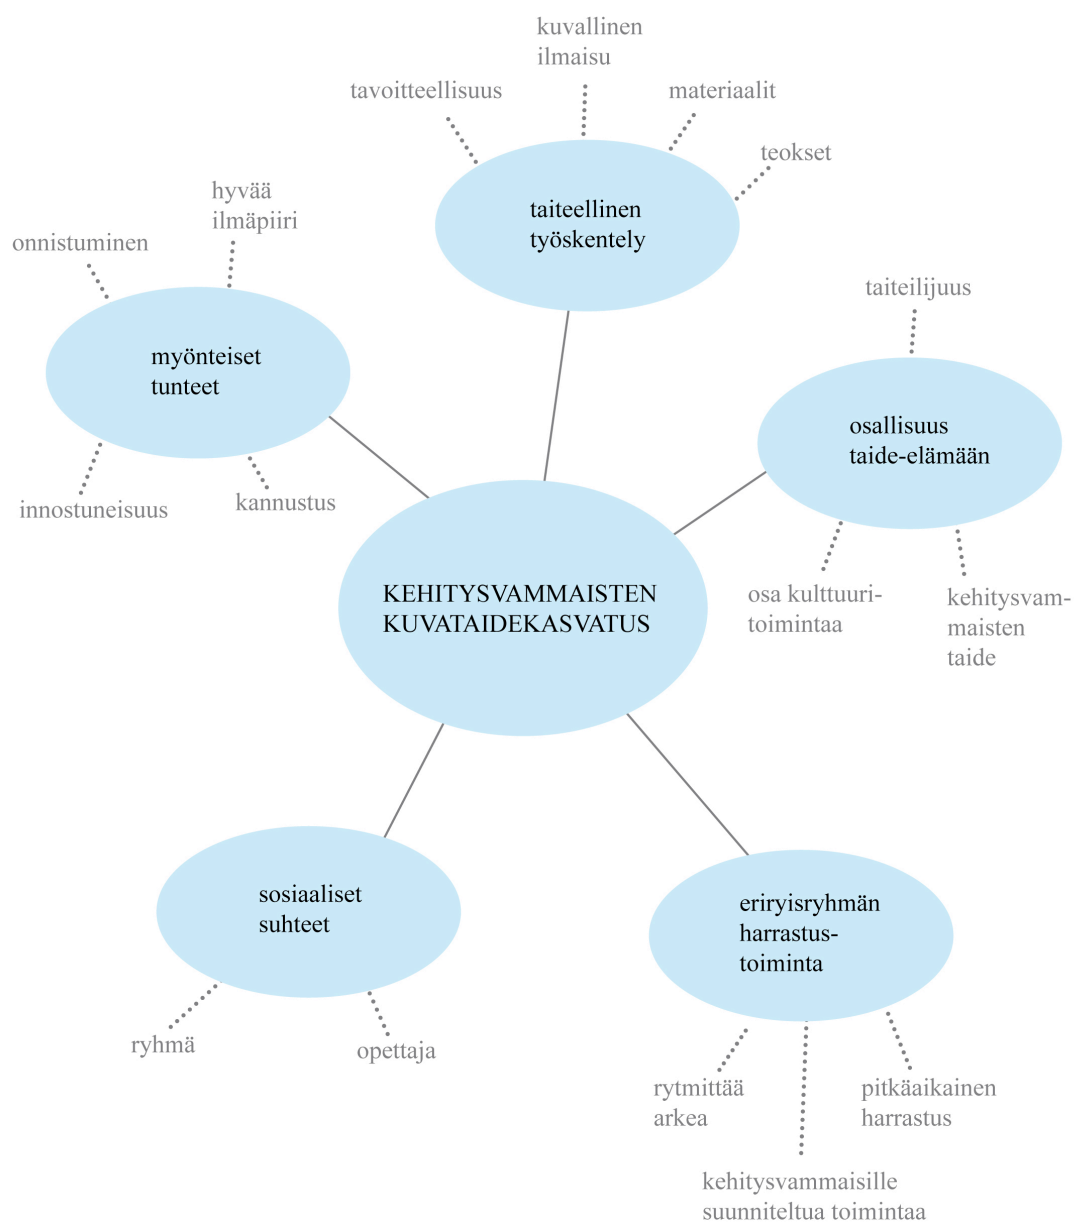 kuvallinen
ilmaisu
tavoitteellisuus
materiaalit
teokset
taiteellinen
työskentely
hyvää
ilmäpiiri
onnistuminen
myönteiset
tunteet
innostuneisuus
kannustus
taiteilijuus
osallisuus
taide-elämään
osa kulttuuri-
toimintaa
kehitysvam-
maisten
taide
KEHITYSVAMMAISTEN
KUVATAIDEKASVATUS
sosiaaliset
suhteet
ryhmä
opettaja
eriryisryhmän
harrastus-
toiminta
rytmittää
arkea
pitkäaikainen
harrastus
kehitysvammaisille
suunniteltua toimintaa